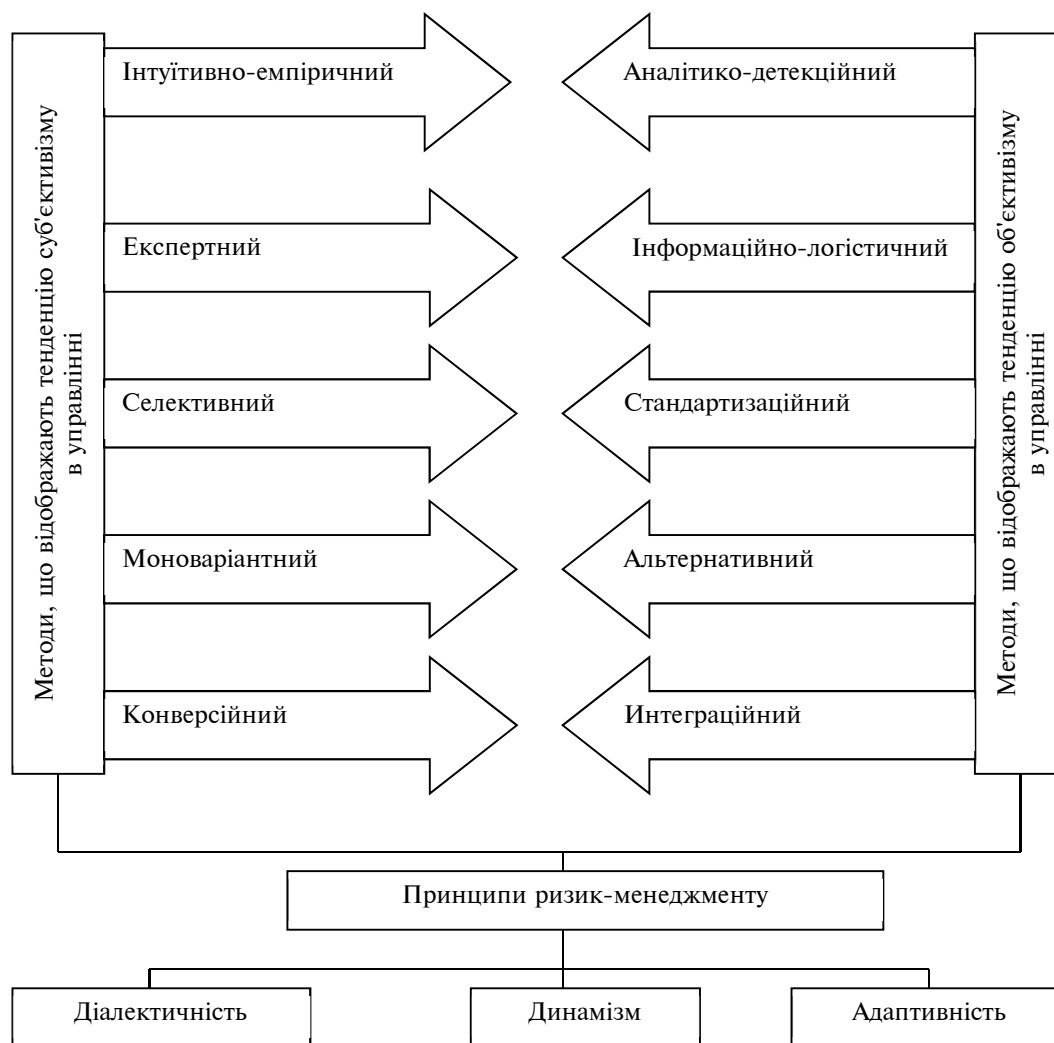 Методи, що відображають тенденцію суб'єктивізму
в управлінні
Інтуїтивно-емпіричний
Аналітико-детекційний
Експертний
Інформаційно-логістичний
Селективний
Стандартизаційний
Моноваріантний
Альтернативний
Конверсійний
Интеграційний
Методи, що відображають тенденцію об'єктивізму
в управлінні
Принципи ризик-менеджменту
Діалектичність
Динамізм
Адаптивність